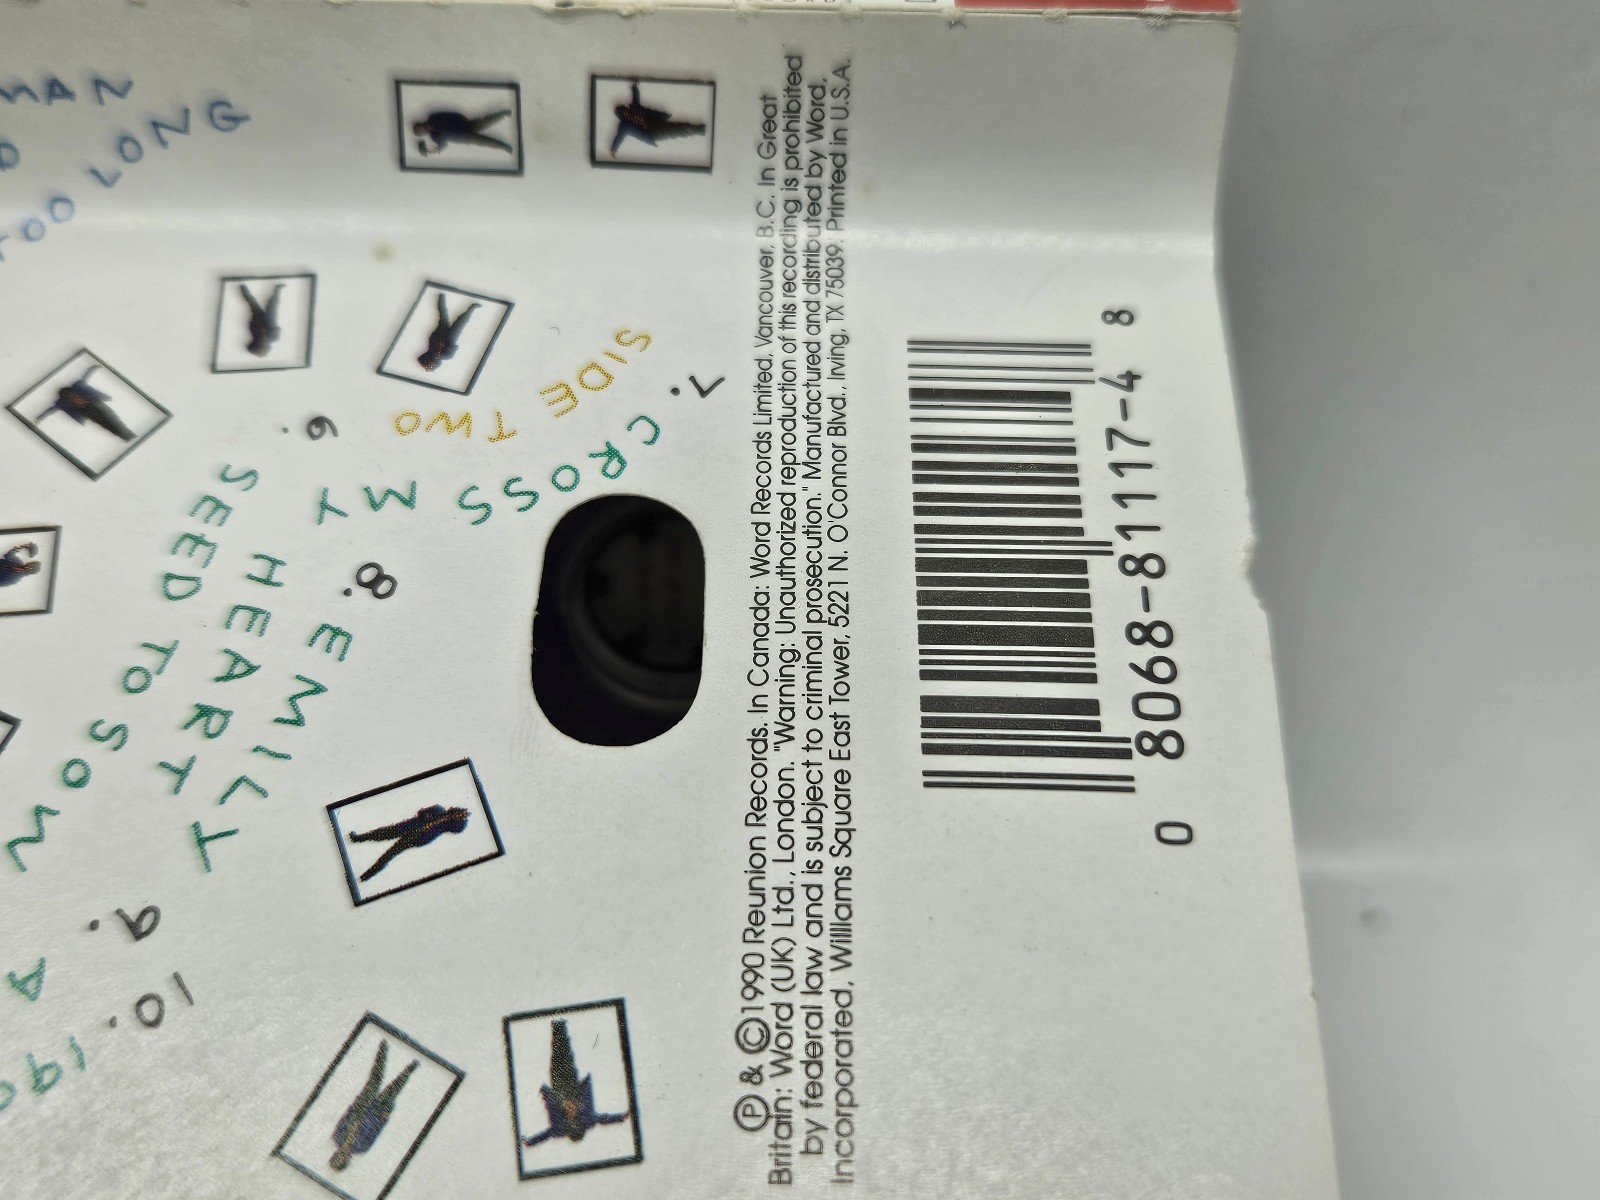 MAN
TOO LONG
SIDE TWO
6. SEED TO SOW
7. CROSS MY HEART
8. EMILY
9. A
10. 190
Ⓟ & ©1990 Reunion Records. In Canada: Word Records Limited, Vancouver, B.C. In Great
Britain: Word (UK) Ltd., London. "Warning: Unauthorized reproduction of this recording is prohibited
by federal law and is subject to criminal prosecution." Manufactured and distributed by Word,
Incorporated, Williams Square East Tower, 5221 N. O'Connor Blvd., Irving, TX 75039. Printed in U.S.A.
0 8068-81117-4 8